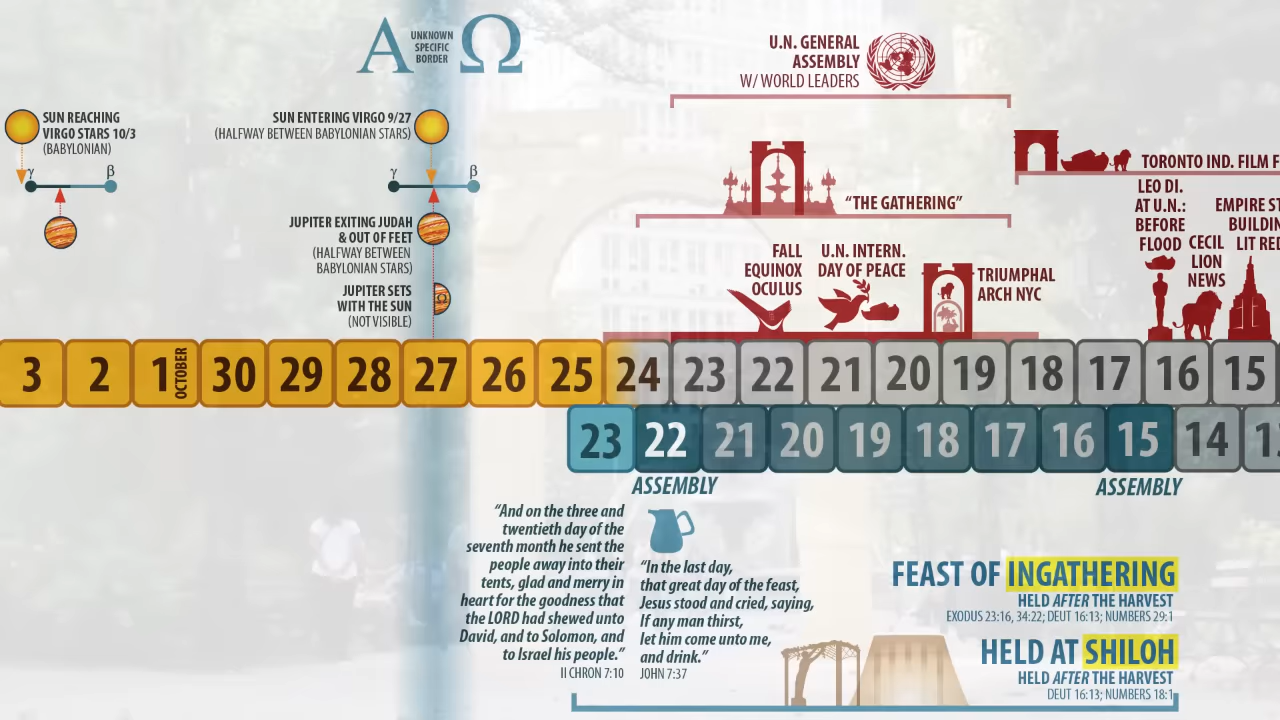 Α
UNKNOWN
SPECIFIC
BORDER
Ω
U.N. GENERAL
ASSEMBLY
W/ WORLD LEADERS
SUN REACHING
VIRGO STARS 10/3
(BABYLONIAN)
γ
β
SUN ENTERING VIRGO 9/27
(HALFWAY BETWEEN BABYLONIAN STARS)
γ
β
JUPITER EXITING JUDAH
& OUT OF FEET
(HALFWAY BETWEEN
BABYLONIAN STARS)
JUPITER SETS
WITH THE SUN
(NOT VISIBLE)
Ω
"THE GATHERING"
FALL
EQUINOX
OCULUS
U.N. INTERN.
DAY OF PEACE
TRIUMPHAL
ARCH NYC
TORONTO IND. FILM F
LEO DI.
AT U.N.:
BEFORE
FLOOD
CECIL
LION
NEWS
EMPIRE ST
BUILDIN
LIT RED
3 2 1 OCTOBER 30 29 28 27 26 25 24 23 22 21 20 19 18 17 16 15
23 22 21 20 19 18 17 16 15 14
ASSEMBLY
ASSEMBLY
"And on the three and
twentieth day of the
seventh month he sent the
people away into their
tents, glad and merry in
heart for the goodness that
the LORD had shewed unto
David, and to Solomon, and
to Israel his people."
II CHRON 7:10
"In the last day,
that great day of the feast,
Jesus stood and cried, saying,
If any man thirst,
let him come unto me,
and drink."
JOHN 7:37
FEAST OF INGATHERING
HELD AFTER THE HARVEST
EXODUS 23:16, 34:22; DEUT 16:13; NUMBERS 29:1
HELD AT SHILOH
HELD AFTER THE HARVEST
DEUT 16:13; NUMBERS 18:1